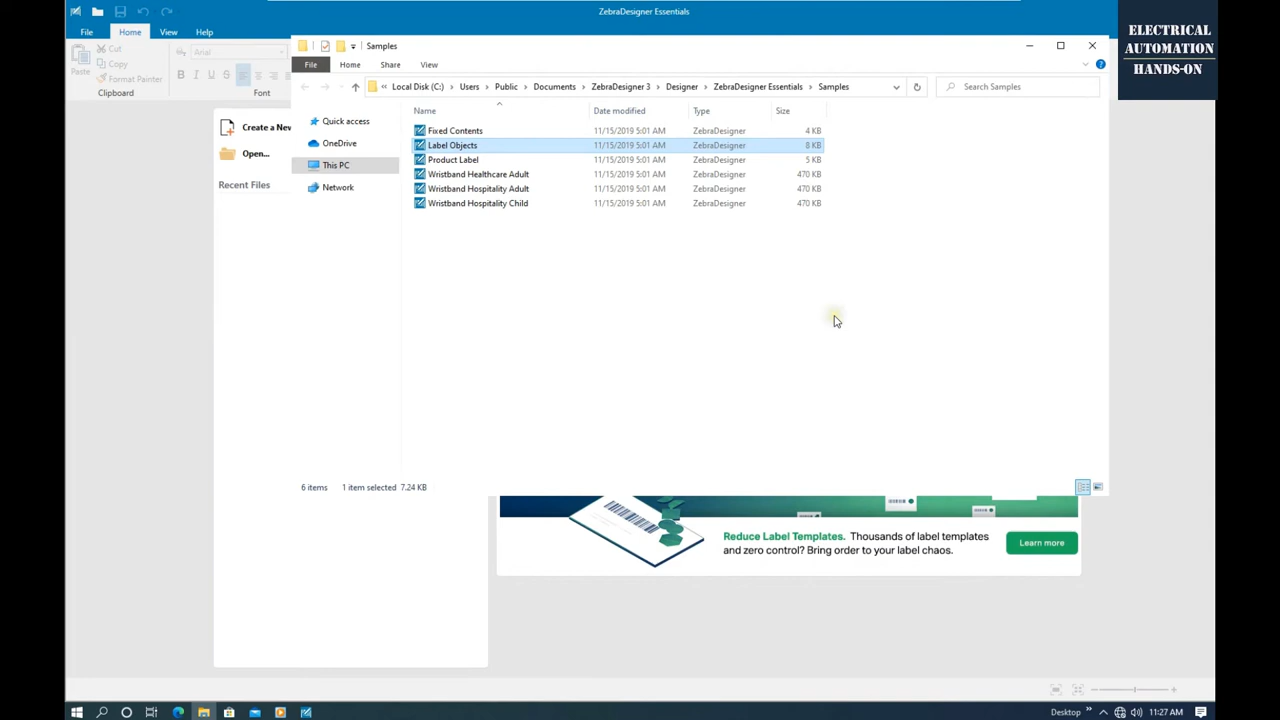 ZebraDesigner Essentials
File Home View Help
Cut
Copy
Format Painter
Paste
Clipboard
Arial
B I U S
Font
Create a New
Open...
Recent Files
Samples
File Home Share View
« Local Disk (C:) > Users > Public > Documents > ZebraDesigner 3 > Designer > ZebraDesigner Essentials > Samples
Search Samples
Quick access
OneDrive
This PC
Network
Name Date modified Type Size
Fixed Contents 11/15/2019 5:01 AM ZebraDesigner 4 KB
Label Objects 11/15/2019 5:01 AM ZebraDesigner 8 KB
Product Label 11/15/2019 5:01 AM ZebraDesigner 5 KB
Wristband Healthcare Adult 11/15/2019 5:01 AM ZebraDesigner 470 KB
Wristband Hospitality Adult 11/15/2019 5:01 AM ZebraDesigner 470 KB
Wristband Hospitality Child 11/15/2019 5:01 AM ZebraDesigner 470 KB
6 items 1 item selected 7.24 KB
Reduce Label Templates. Thousands of label templates
and zero control? Bring order to your label chaos.
Learn more
ELECTRICAL
AUTOMATION
HANDS-ON
Desktop » 11:27 AM